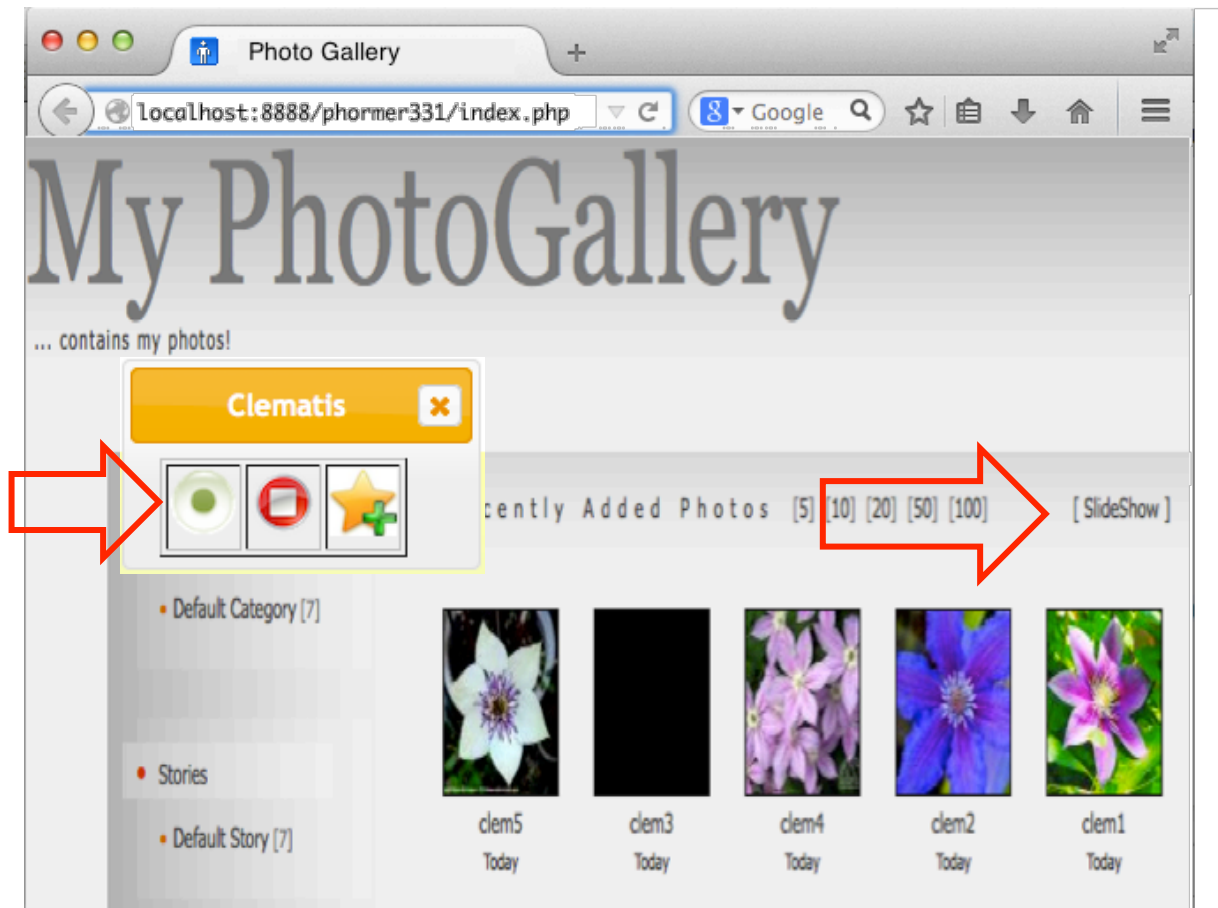 Photo Gallery
localhost:8888/phormer331/index.php
Google
My PhotoGallery
... contains my photos!
Clematis
cently Added Photos [5] [10] [20] [50] [100] [ SlideShow ]
Default Category [7]
Stories
Default Story [7]
clem5 clem3 clem4 clem2 clem1
Today Today Today Today Today